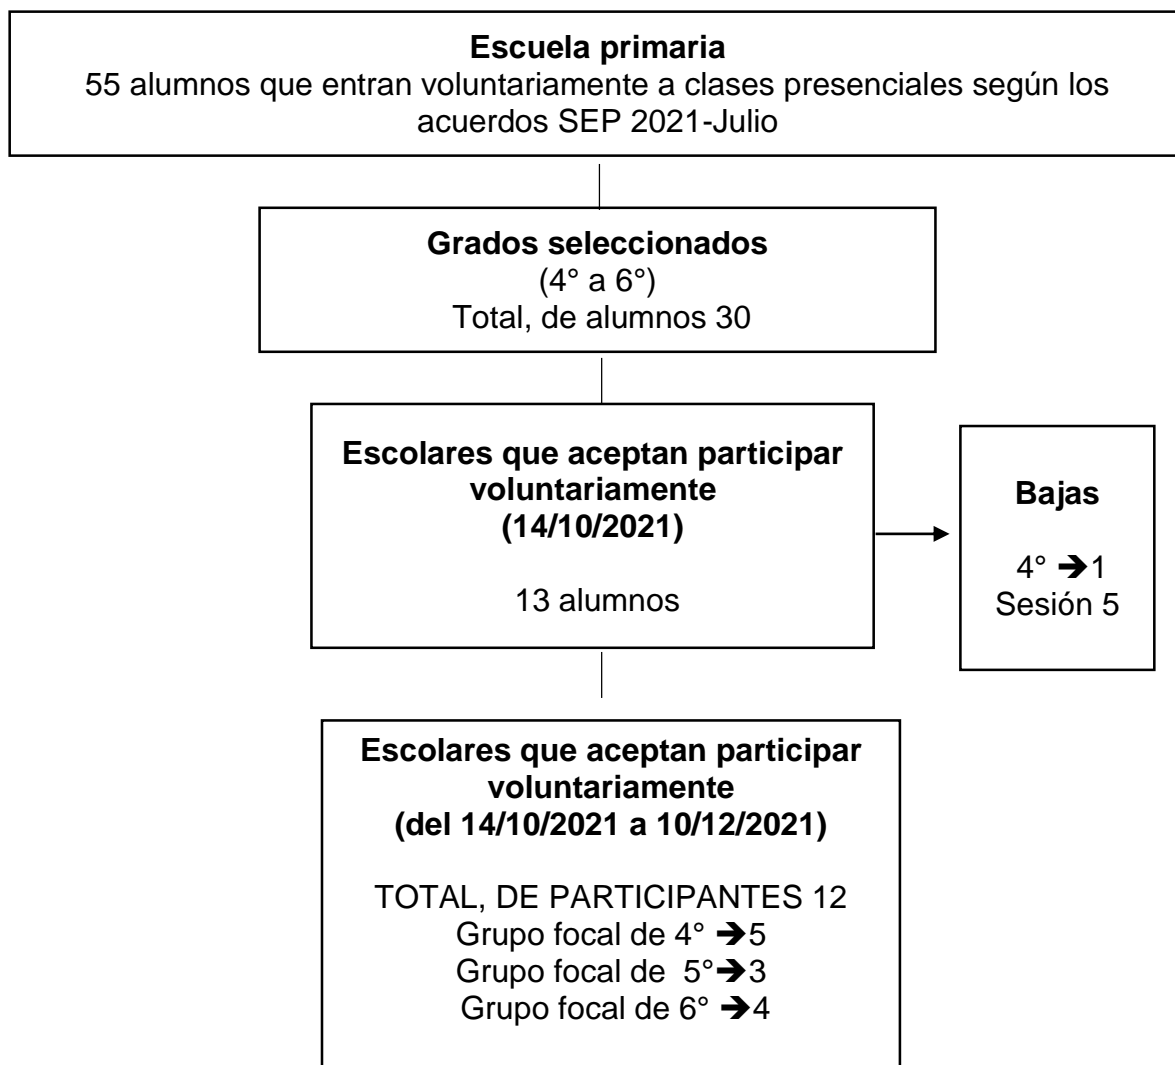 Escuela primaria
55 alumnos que entran voluntariamente a clases presenciales según los
acuerdos SEP 2021-Julio
Grados seleccionados
(4° a 6°)
Total, de alumnos 30
Escolares que aceptan participar
voluntariamente
(14/10/2021)
13 alumnos
Bajas
4° ➔1
Sesión 5
Escolares que aceptan participar
voluntariamente
(del 14/10/2021 a 10/12/2021)
TOTAL, DE PARTICIPANTES 12
Grupo focal de 4° ➔5
Grupo focal de  5°➔3
Grupo focal de 6° ➔4